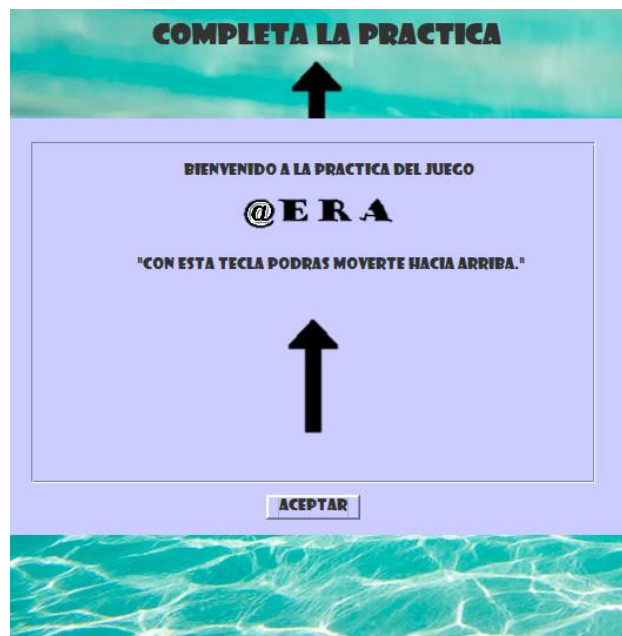 COMPLETA LA PRACTICA
BIENVENIDO A LA PRACTICA DEL JUEGO
@ERA
"CON ESTA TECLA PODRAS MOVERTE HACIA ARRIBA."
ACEPTAR